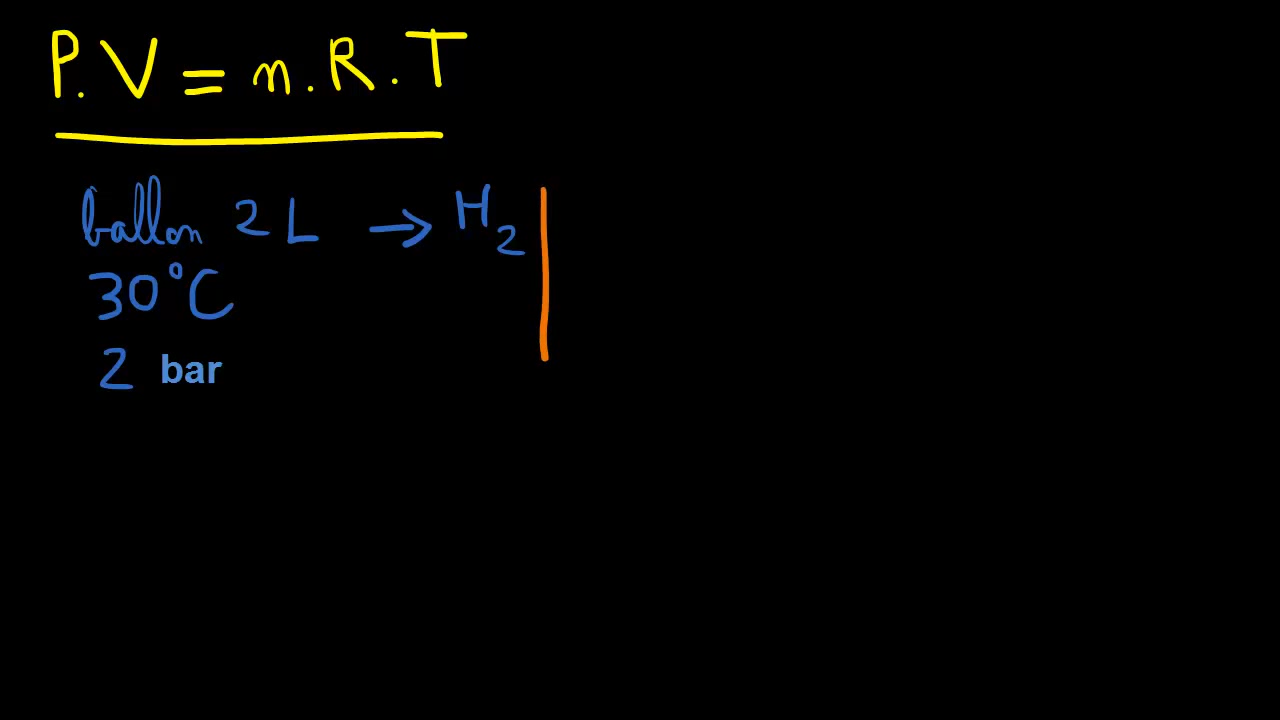 P.V = n.R.T
ballon 2 L → H₂
30°C
2 bar